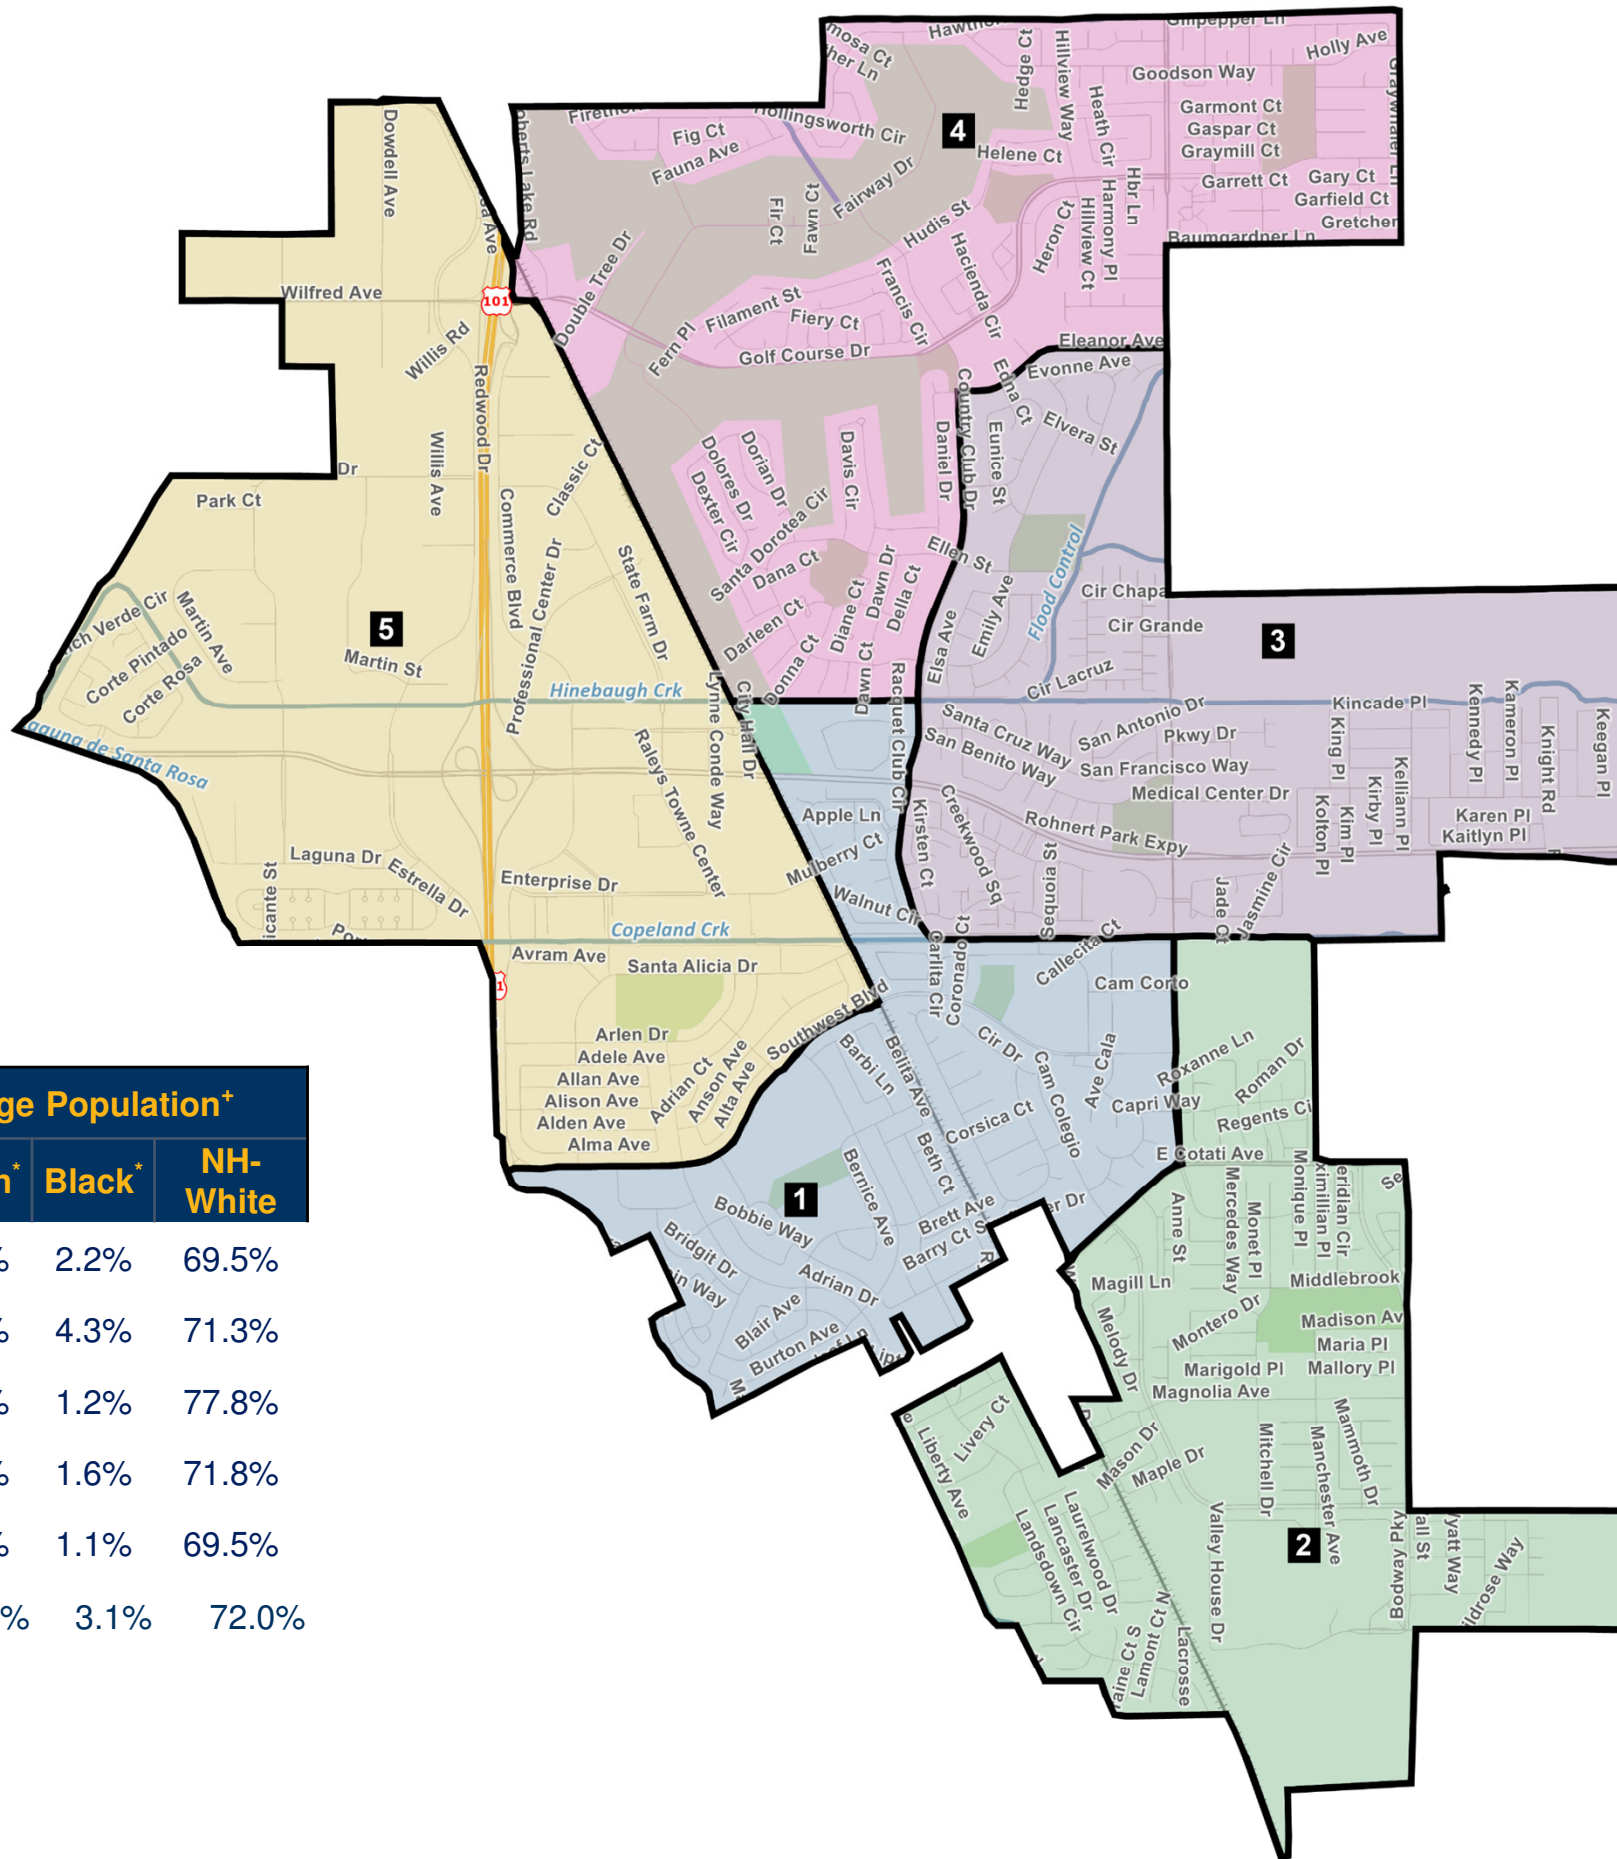 Hedge Ct
Hillview Way
Holly Ave
Goodson Way
Heath Cir
Garmont Ct
Gaspar Ct
Graymill Ct
Dowdell Ave
Hollingsworth Cir
Fig Ct
Fauna Ave
4
Helene Ct
Garrett Ct
Gary Ct
Garfield Ct
Gretchen
Baumgardner Ln
Hbr Ln
Harmony Pl
Hillview Ct
Heron Ct
Fairway Dr
Fawn Ct
Fir Ct
Hudis St
Hacienda Cir
Francis Cir
Double Tree Dr
Filament St
Fiery Ct
Fern Pl
Golf Course Dr
Eleanor Ave
Evonne Ave
Edna Ct
Elvera St
Eunice St
Country Club Dr
Daniel Dr
Wilfred Ave
101
Willis Rd
Redwood Dr
Willis Ave
Dr
Park Ct
Commerce Blvd
Classic Ct
Professional Center Dr
State Farm Dr
Dorian Dr
Dolores Dr
Dexter Cir
Davis Cir
Santa Dorotea Cir
Dana Ct
Darleen Ct
Donna Ct
Diane Ct
Dawn Dr
Della Ct
Dawn Ct
Ellen St
Elsa Ave
Emily Ave
Flood Control
Cir Chapa
Cir Grande
Cir Lacruz
3
5
Martin Ave
Corte Pintado
Corte Rosa
Martin St
Hinebaugh Crk
Lynne Conde Way
City Hall Dr
Racquet Club Cir
Raleys Towne Center
Santa Cruz Way
San Benito Way
San Antonio Dr
Pkwy Dr
San Francisco Way
Medical Center Dr
Rohnert Park Expy
Kincade Pl
King Pl
Kennedy Pl
Kameron Pl
Knight Rd
Keegan Pl
Kolton Pl
Kim Pl
Kirby Pl
Kelliann Pl
Karen Pl
Kaitlyn Pl
Apple Ln
Mulberry Ct
Walnut Cir
Kirsten Ct
Creekwood Sq
Segbonjes St
Jade Ct
Jasmine Cir
Laguna Dr
Estrella Dr
Enterprise Dr
Copeland Crk
Avram Ave
Santa Alicia Dr
Southwest Blvd
Arlen Dr
Adele Ave
Allan Ave
Alison Ave
Alden Ave
Alma Ave
Adrian Ct
Anson Ave
Alta Ave
Carlita Cir
Coronado Ct
Callecita Ct
Cam Corto
Cir Dr
Cam Colegio
Ave Cala
Capri Way
Roxanne Ln
Roman Dr
Regents Ci
E Cotati Ave
Barbi Ln
Belita Ave
Corsica Ct
Beth Ct
Bernice Ave
1
Bobbie Way
Bridgit Dr
Adrian Dr
Blair Ave
Burton Ave
Brett Ave
Barry Ct S
Anne St
Mercedes Way
Monet Pl
Monique Pl
Magill Ln
Middlebrook
Montero Dr
Madison Av
Maria Pl
Marigold Pl
Mallory Pl
Magnolia Ave
Melody Dr
Livery Ct
Liberty Ave
Mason Dr
Maple Dr
Mitchell Dr
Manchester Ave
Mammoth Dr
Landsdown Cir
Lancaster Dr
Laurelwood Dr
Valley House Dr
2
Bodway Pky
Lamont Ct N
Lacrosse
ge Population⁺
n*
Black*
NH-
White
% 2.2% 69.5%
% 4.3% 71.3%
% 1.2% 77.8%
% 1.6% 71.8%
% 1.1% 69.5%
% 3.1% 72.0%